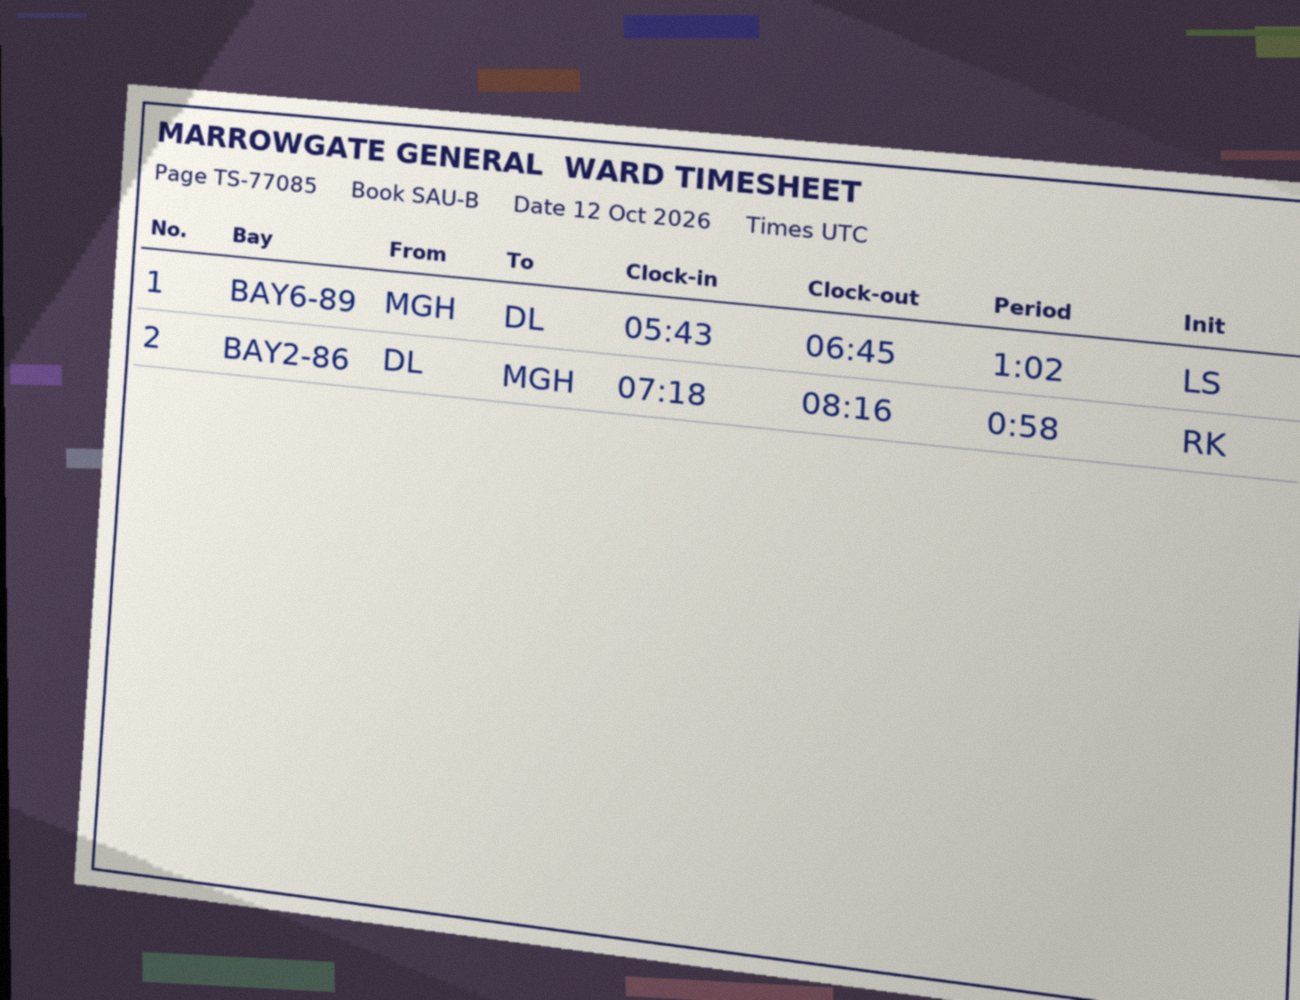 MARROWGATE GENERAL WARD TIMESHEET
Page TS-77085 Book SAU-B Date 12 Oct 2026 Times UTC
No. Bay From To Clock-in Clock-out Period Init
1 BAY6-89 MGH DL 05:43 06:45 1:02 LS
2 BAY2-86 DL MGH 07:18 08:16 0:58 RK